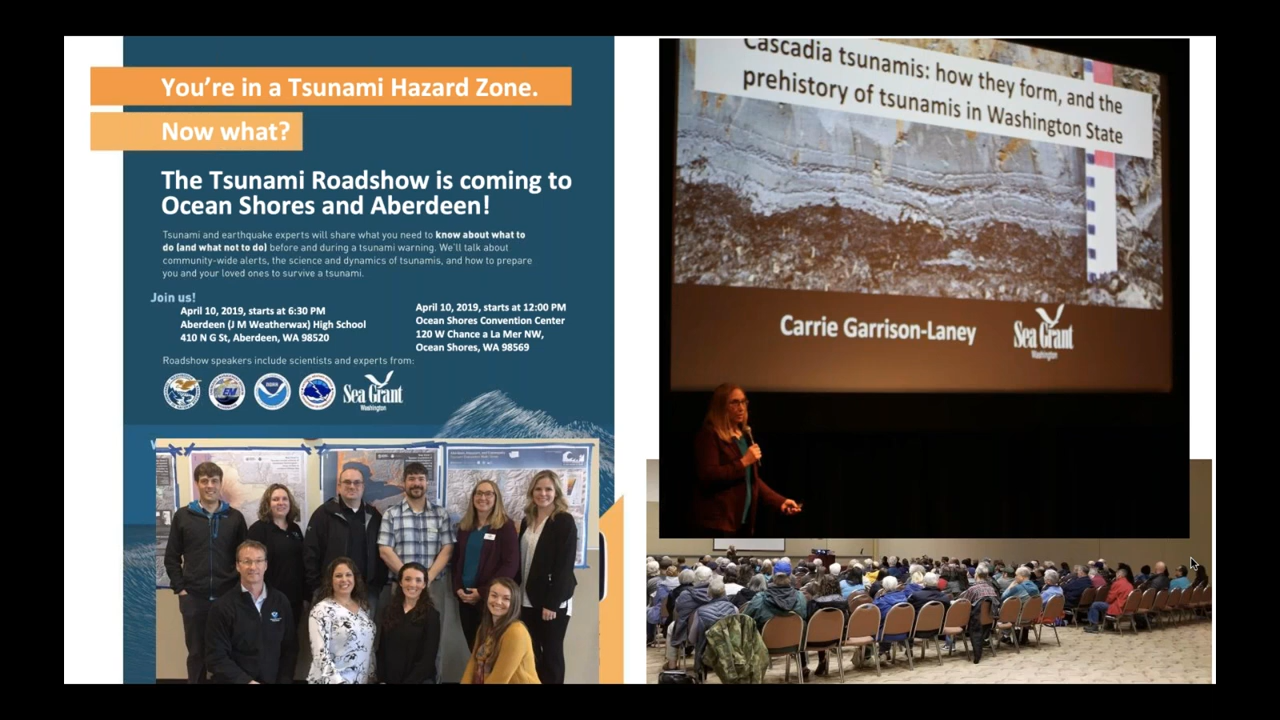 You're in a Tsunami Hazard Zone.
Now what?
The Tsunami Roadshow is coming to
Ocean Shores and Aberdeen!
Tsunami and earthquake experts will share what you need to know about what to
do (and what not to do) before and during a tsunami warning. We'll talk about
community-wide alerts, the science and dynamics of tsunamis, and how to prepare
you and your loved ones to survive a tsunami.
Join us!
April 10, 2019, starts at 6:30 PM
Aberdeen (J M Weatherwax) High School
410 N G St, Aberdeen, WA 98520
April 10, 2019, starts at 12:00 PM
Ocean Shores Convention Center
120 W Chance a La Mer NW,
Ocean Shores, WA 98569
Roadshow speakers include scientists and experts from:
Sea Grant
Washington
Cascadia tsunamis: how they form, and the
prehistory of tsunamis in Washington State
Carrie Garrison-Laney
Sea Grant
Washington